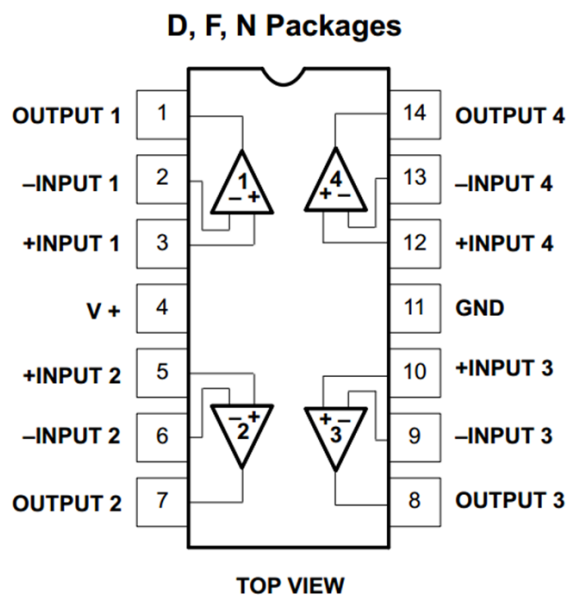 D, F, N Packages
OUTPUT 1 1 14 OUTPUT 4
–INPUT 1 2 13 –INPUT 4
1 4
– + + –
+INPUT 1 3 12 +INPUT 4
V + 4 11 GND
+INPUT 2 5 10 +INPUT 3
– + + –
2 3
–INPUT 2 6 9 –INPUT 3
OUTPUT 2 7 8 OUTPUT 3
TOP VIEW